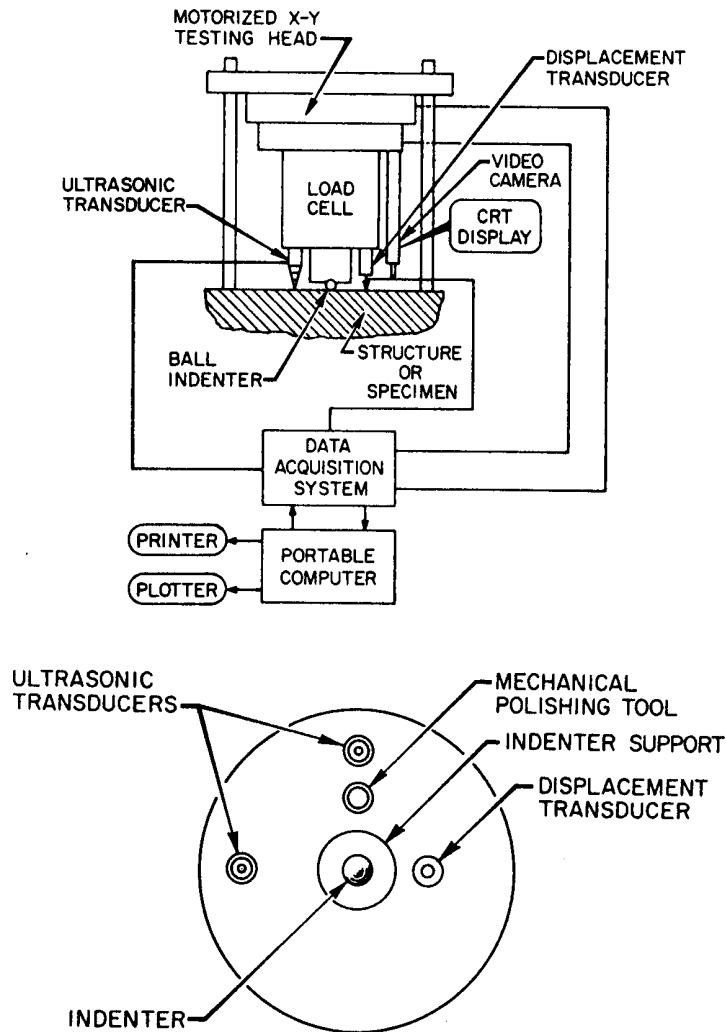 MOTORIZED X-Y
TESTING HEAD
DISPLACEMENT
TRANSDUCER
ULTRASONIC
TRANSDUCER
LOAD
CELL
VIDEO
CAMERA
CRT
DISPLAY
BALL
INDENTER
STRUCTURE
OR
SPECIMEN
DATA
ACQUISITION
SYSTEM
PRINTER
PORTABLE
COMPUTER
PLOTTER
ULTRASONIC
TRANSDUCERS
MECHANICAL
POLISHING TOOL
INDENTER SUPPORT
DISPLACEMENT
TRANSDUCER
INDENTER